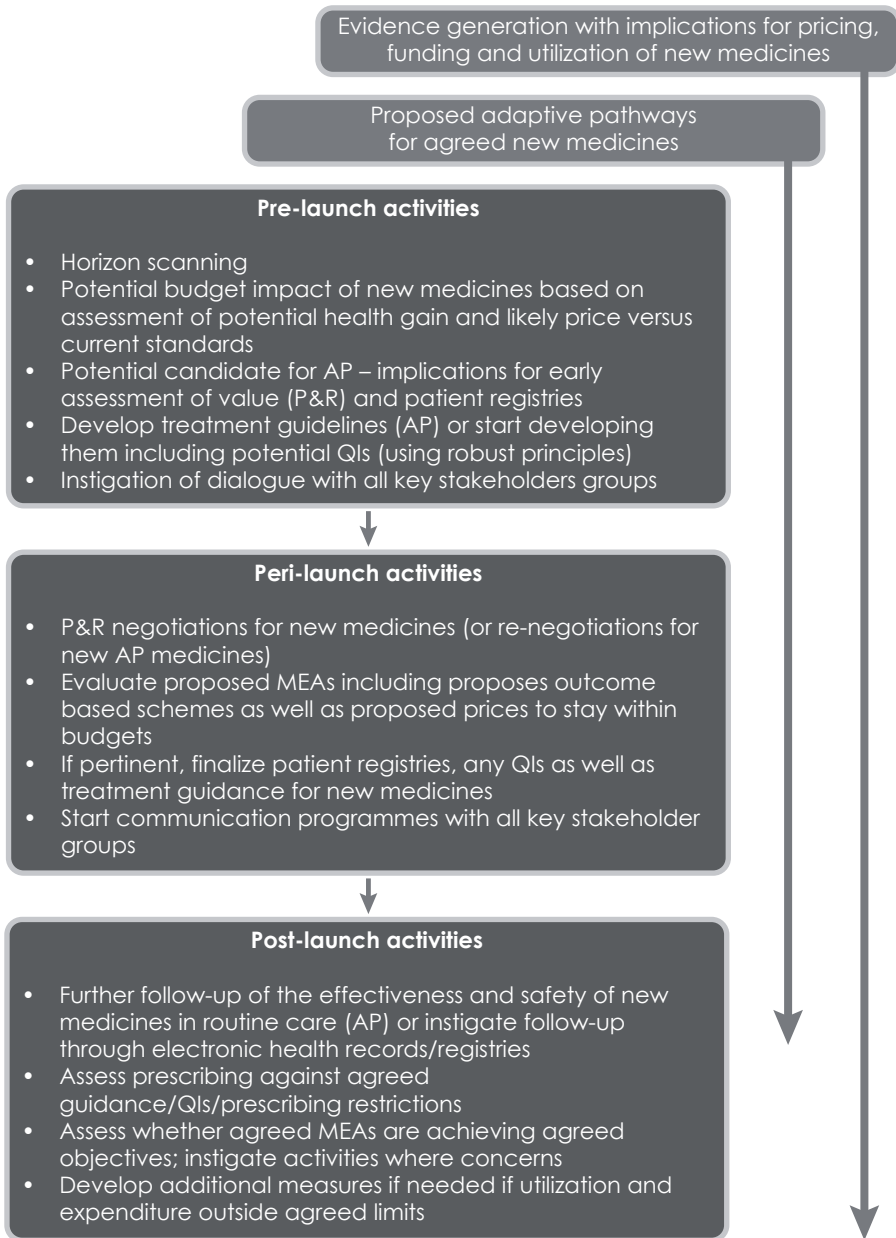 Evidence generation with implications for pricing,
funding and utilization of new medicines
Proposed adaptive pathways
for agreed new medicines
Pre-launch activities
• Horizon scanning
• Potential budget impact of new medicines based on
assessment of potential health gain and likely price versus
current standards
• Potential candidate for AP – implications for early
assessment of value (P&R) and patient registries
• Develop treatment guidelines (AP) or start developing
them including potential QIs (using robust principles)
• Instigation of dialogue with all key stakeholders groups
Peri-launch activities
• P&R negotiations for new medicines (or re-negotiations for
new AP medicines)
• Evaluate proposed MEAs including proposes outcome
based schemes as well as proposed prices to stay within
budgets
• If pertinent, finalize patient registries, any QIs as well as
treatment guidance for new medicines
• Start communication programmes with all key stakeholder
groups
Post-launch activities
• Further follow-up of the effectiveness and safety of new
medicines in routine care (AP) or instigate follow-up
through electronic health records/registries
• Assess prescribing against agreed
guidance/QIs/prescribing restrictions
• Assess whether agreed MEAs are achieving agreed
objectives; instigate activities where concerns
• Develop additional measures if needed if utilization and
expenditure outside agreed limits